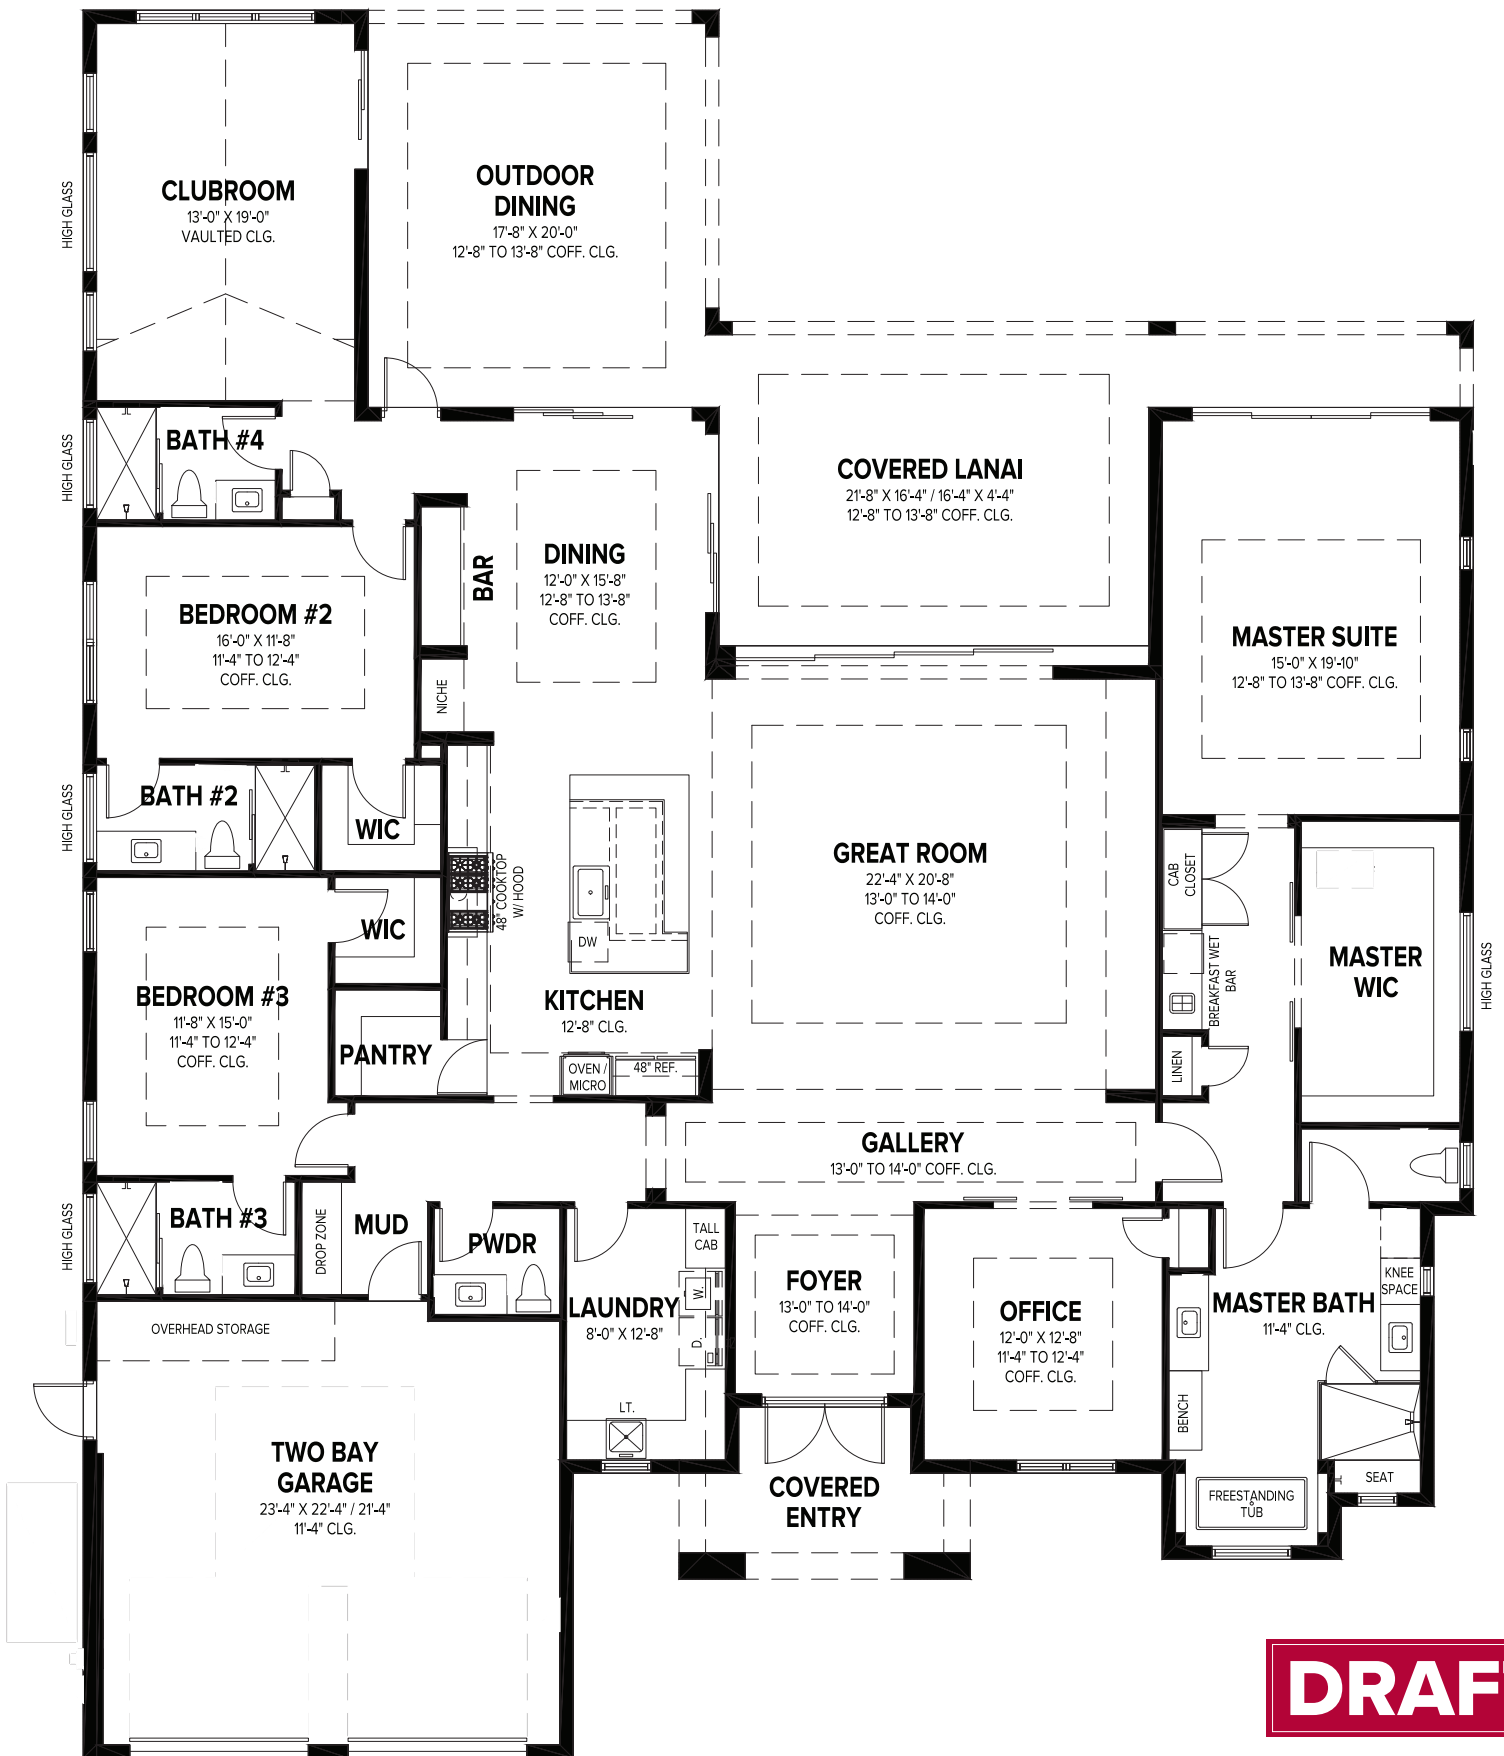 CLUBROOM
13'-0" X 19'-0"
VAULTED CLG.
HIGH GLASS
OUTDOOR
DINING
17'-8" X 20'-0"
12'-8" TO 13'-8" COFF. CLG.
BATH #4
HIGH GLASS
COVERED LANAI
21'-8" X 16'-4" / 16'-4" X 4'-4"
12'-8" TO 13'-8" COFF. CLG.
BAR
DINING
12'-0" X 15'-8"
12'-8" TO 13'-8"
COFF. CLG.
BEDROOM #2
16'-0" X 11'-8"
11'-4" TO 12'-4"
COFF. CLG.
NICHE
MASTER SUITE
15'-0" X 19'-10"
12'-8" TO 13'-8" COFF. CLG.
BATH #2
HIGH GLASS
WIC
48" COOKTOP
W/ HOOD
GREAT ROOM
22'-4" X 20'-8"
13'-0" TO 14'-0"
COFF. CLG.
CAB
CLOSET
WIC
DW
BREAKFAST WET
BAR
MASTER
WIC
HIGH GLASS
BEDROOM #3
11'-8" X 15'-0"
11'-4" TO 12'-4"
COFF. CLG.
KITCHEN
12'-8" CLG.
PANTRY
OVEN /
MICRO
48" REF.
LINEN
GALLERY
13'-0" TO 14'-0" COFF. CLG.
HIGH GLASS
BATH #3
DROP ZONE
MUD
PWDR
TALL
CAB
W.
D.
LAUNDRY
8'-0" X 12'-8"
LT.
FOYER
13'-0" TO 14'-0"
COFF. CLG.
OFFICE
12'-0" X 12'-8"
11'-4" TO 12'-4"
COFF. CLG.
KNEE
SPACE
MASTER BATH
11'-4" CLG.
BENCH
SEAT
FREESTANDING
TUB
OVERHEAD STORAGE
TWO BAY
GARAGE
23'-4" X 22'-4" / 21'-4"
11'-4" CLG.
COVERED
ENTRY
DRAF